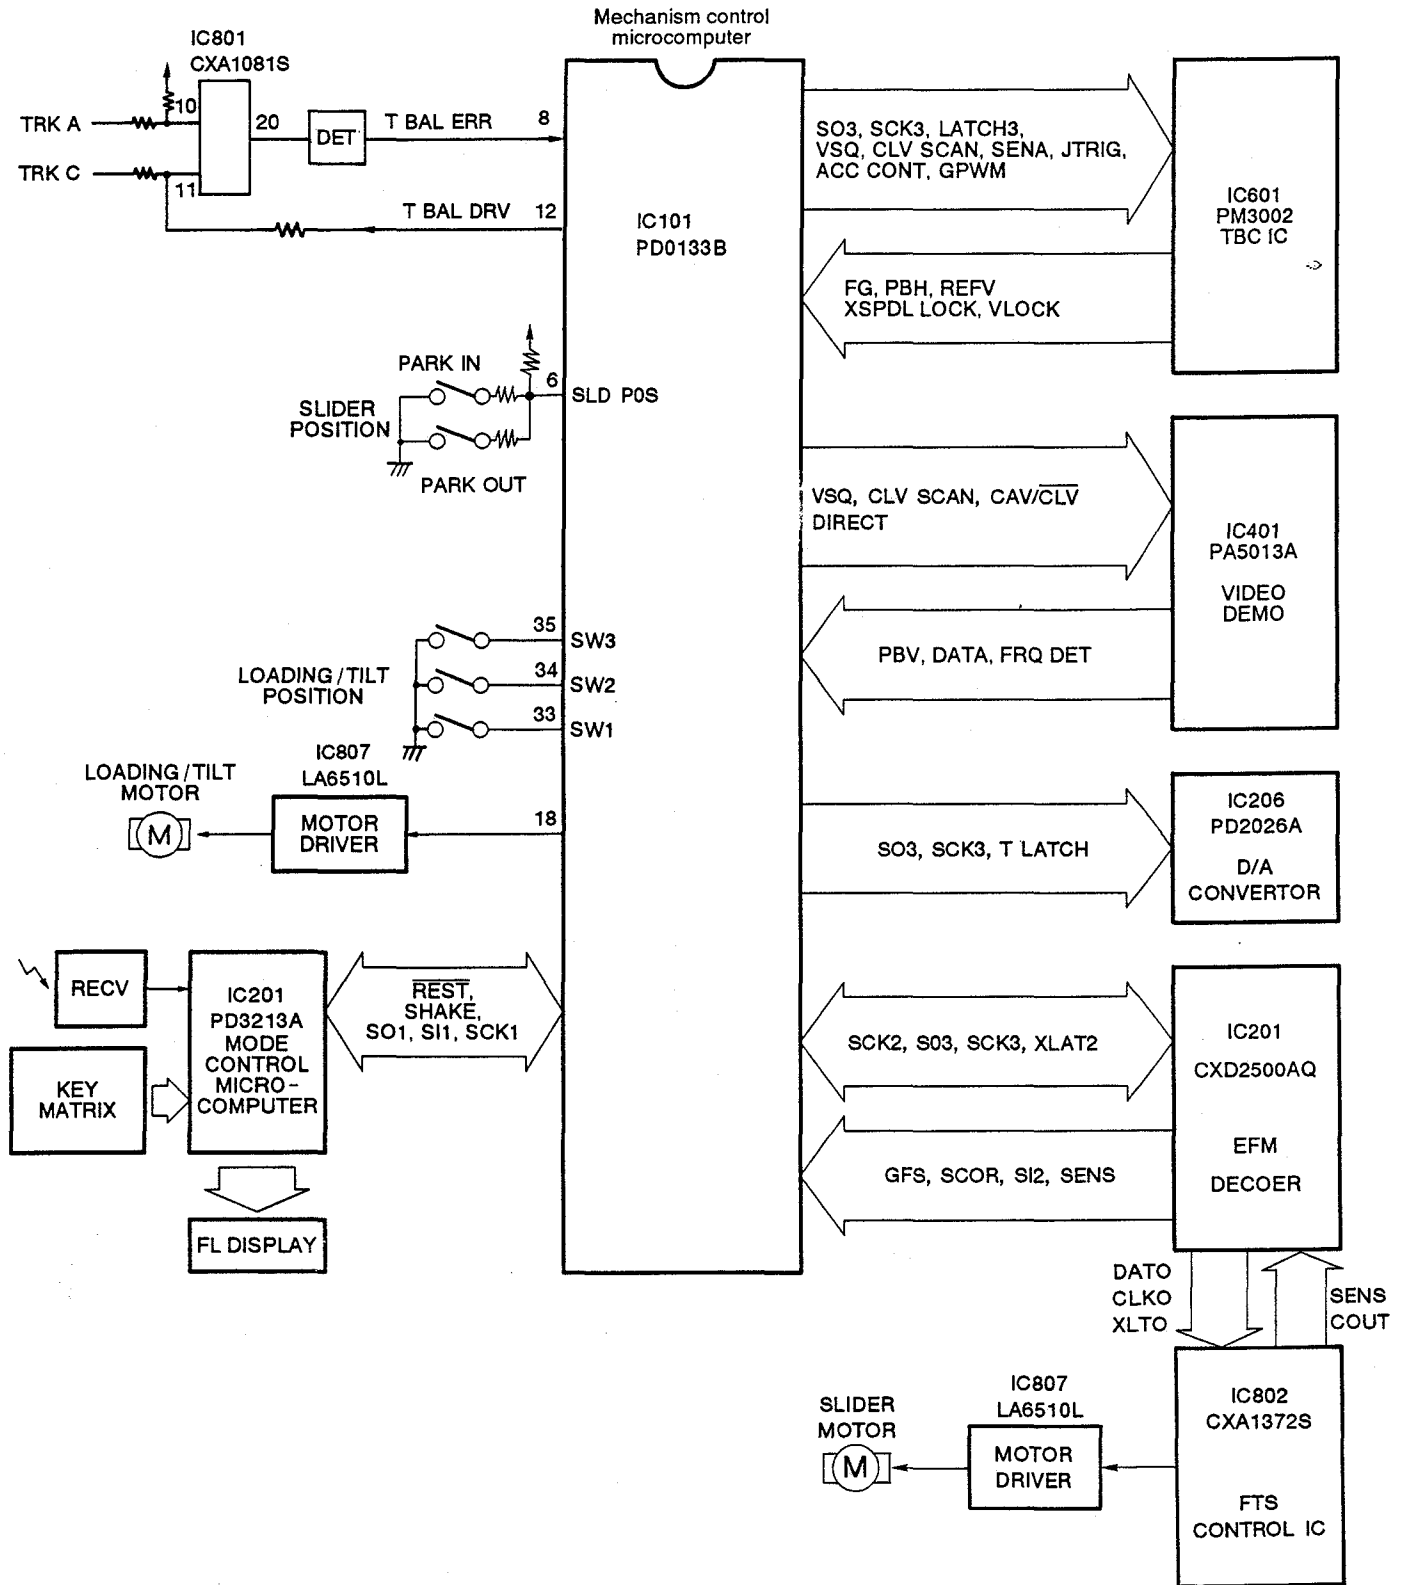 Mechanism control
microcomputer
IC801
CXA1081S
TRK A
10
20
DET
T BAL ERR
8
TRK C
11
T BAL DRV
12
IC101
PD0133B
PARK IN
SLIDER
POSITION
PARK OUT
6
SLD P0S
35
SW3
LOADING/TILT
POSITION
34
SW2
33
SW1
IC807
LA6510L
LOADING/TILT
MOTOR
M
MOTOR
DRIVER
18
RECV
KEY
MATRIX
IC201
PD3213A
MODE
CONTROL
MICRO-
COMPUTER
REST,
SHAKE,
SO1, SI1, SCK1
FL DISPLAY
SO3, SCK3, LATCH3,
VSQ, CLV SCAN, SENA, JTRIG,
ACC CONT, GPWM
FG, PBH, REFV
XSPDL LOCK, VLOCK
IC601
PM3002
TBC IC
VSQ, CLV SCAN, CAV/CLV
DIRECT
PBV, DATA, FRQ DET
IC401
PA5013A
VIDEO
DEMO
SO3, SCK3, T LATCH
IC206
PD2026A
D/A
CONVERTOR
SCK2, S03, SCK3, XLAT2
GFS, SCOR, SI2, SENS
IC201
CXD2500AQ
EFM
DECOER
DATO
CLKO
XLTO
SENS
COUT
IC802
CXA1372S
FTS
CONTROL IC
IC807
LA6510L
MOTOR
DRIVER
SLIDER
MOTOR
M